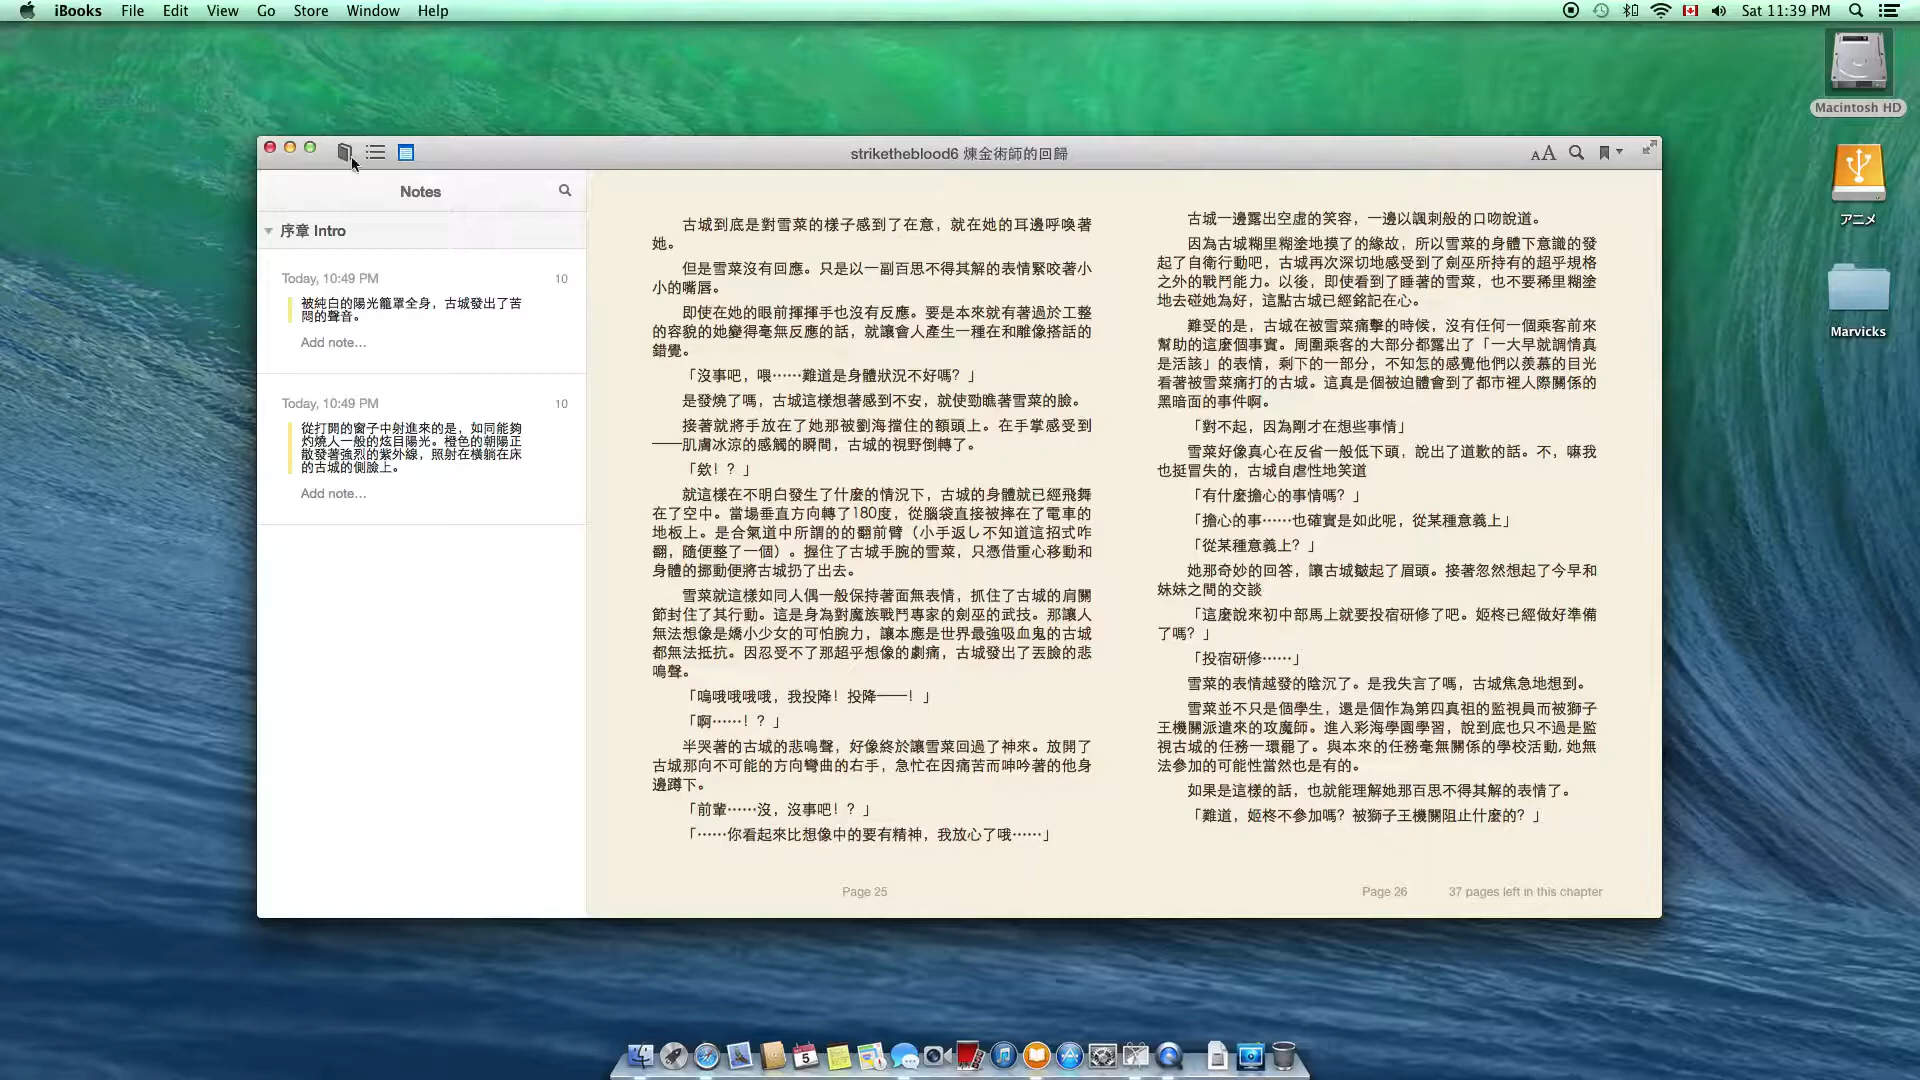 iBooks File Edit View Go Store Window Help
Sat 11:39 PM
Macintosh HD
アニメ
Marvicks
striketheblood6 煉金術師的回歸
AA
Notes
序章 Intro
Today, 10:49 PM 10
被純白的陽光籠罩全身，古城發出了苦
悶的聲音。
Add note...
Today, 10:49 PM 10
從打開的窗子中射進來的是，如同能夠
灼燒人一般的炫目陽光。橙色的朝陽正
散發著強烈的紫外線，照射在橫躺在床
的古城的側臉上。
Add note...
古城到底是對雪菜的樣子感到了在意，就在她的耳邊呼喚著
她。
但是雪菜沒有回應。只是以一副百思不得其解的表情緊咬著小
小的嘴唇。
即使在她的眼前揮揮手也沒有反應。要是本來就有著過於工整
的容貌的她變得毫無反應的話，就讓會人產生一種在和雕像搭話的
錯覺。
「沒事吧，喂⋯⋯難道是身體狀況不好嗎？」
是發燒了嗎，古城這樣想著感到不安，就使勁瞧著雪菜的臉。
接著就將手放在了她那被劉海擋住的額頭上。在手掌感受到
——肌膚冰涼的感觸的瞬間，古城的視野倒轉了。
「欸！？」
就這樣在不明白發生了什麼的情況下，古城的身體就已經飛舞
在了空中。當場垂直方向轉了180度，從腦袋直接被摔在了電車的
地板上。是合氣道中所謂的的翻前臂（小手返し不知道這招式咋
翻，隨便整了一個）。握住了古城手腕的雪菜，只憑借重心移動和
身體的挪動便將古城扔了出去。
雪菜就這樣如同人偶一般保持著面無表情，抓住了古城的肩關
節封住了其行動。這是身為對魔族戰鬥專家的劍巫的武技。那讓人
無法想像是嬌小少女的可怕腕力，讓本應是世界最強吸血鬼的古城
都無法抵抗。因忍受不了那超乎想像的劇痛，古城發出了丟臉的悲
鳴聲。
「嗚哦哦哦哦，我投降！投降——！」
「啊⋯⋯！？」
半哭著的古城的悲鳴聲，好像終於讓雪菜回過了神來。放開了
古城那向不可能的方向彎曲的右手，急忙在因痛苦而呻吟著的他身
邊蹲下。
「前輩⋯⋯沒，沒事吧！？」
「⋯⋯你看起來比想像中的要有精神，我放心了哦⋯⋯」
Page 25
古城一邊露出空虛的笑容，一邊以諷刺般的口吻說道。
因為古城糊里糊塗地摸了的緣故，所以雪菜的身體下意識的發
起了自衛行動吧，古城再次深切地感受到了劍巫所持有的超乎規格
之外的戰鬥能力。以後，即使看到了睡著的雪菜，也不要稀里糊塗
地去碰她為好，這點古城已經銘記在心。
難受的是，古城在被雪菜痛擊的時候，沒有任何一個乘客前來
幫助的這麼個事實。周圍乘客的大部分都露出了「一大早就調情真
是活該」的表情，剩下的一部分，不知怎的感覺他們以羨慕的目光
看著被雪菜痛打的古城。這真是個被迫體會到了都市裡人際關係的
黑暗面的事件啊。
「對不起，因為剛才在想些事情」
雪菜好像真心在反省一般低下頭，說出了道歉的話。不，嘛我
也挺冒失的，古城自虐性地笑道
「有什麼擔心的事情嗎？」
「擔心的事⋯⋯也確實是如此呢，從某種意義上」
「從某種意義上？」
她那奇妙的回答，讓古城皺起了眉頭。接著忽然想起了今早和
妹妹之間的交談
「這麼說來初中部馬上就要投宿研修了吧。姬柊已經做好準備
了嗎？」
「投宿研修⋯⋯」
雪菜的表情越發的陰沉了。是我失言了嗎，古城焦急地想到。
雪菜並不只是個學生，還是個作為第四真祖的監視員而被獅子
王機關派遣來的攻魔師。進入彩海學園學習，說到底也只不過是監
視古城的任務一環罷了。與本來的任務毫無關係的學校活動,她無
法參加的可能性當然也是有的。
如果是這樣的話，也就能理解她那百思不得其解的表情了。
「難道，姬柊不參加嗎？被獅子王機關阻止什麼的？」
Page 26 37 pages left in this chapter
5